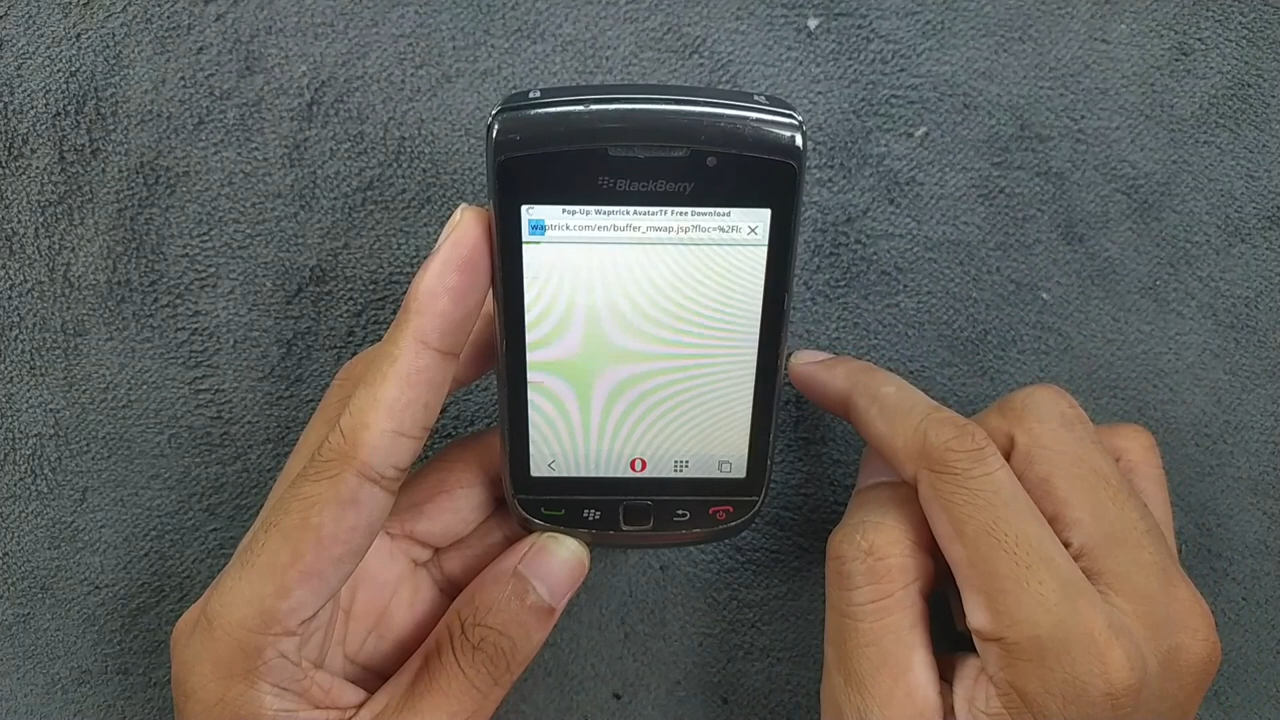 BlackBerry
Pop-Up: Waptrick AvatarTF Free Download
waptrick.com/en/buffer_mwap.jsp?floc=%2Flc